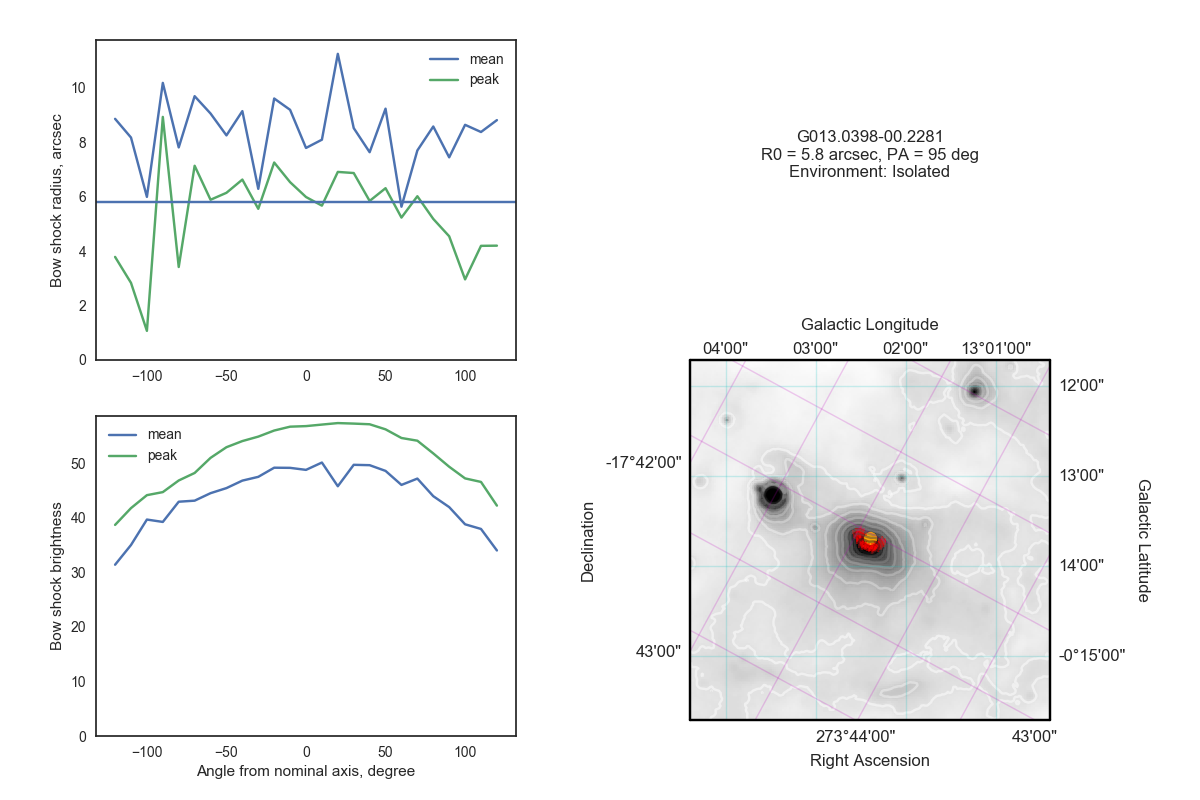 mean
peak
10
8
6
4
2
0
−100
−50
0
50
100
Bow shock radius, arcsec
mean
peak
50
40
30
20
10
0
−100
−50
0
50
100
Bow shock brightness
Angle from nominal axis, degree
G013.0398-00.2281
R0 = 5.8 arcsec, PA = 95 deg
Environment: Isolated
Galactic Longitude
04'00" 03'00" 02'00" 13°01'00"
12'00"
-17°42'00"
13'00"
14'00"
43'00"
-0°15'00"
Declination
Galactic Latitude
273°44'00" 43'00"
Right Ascension